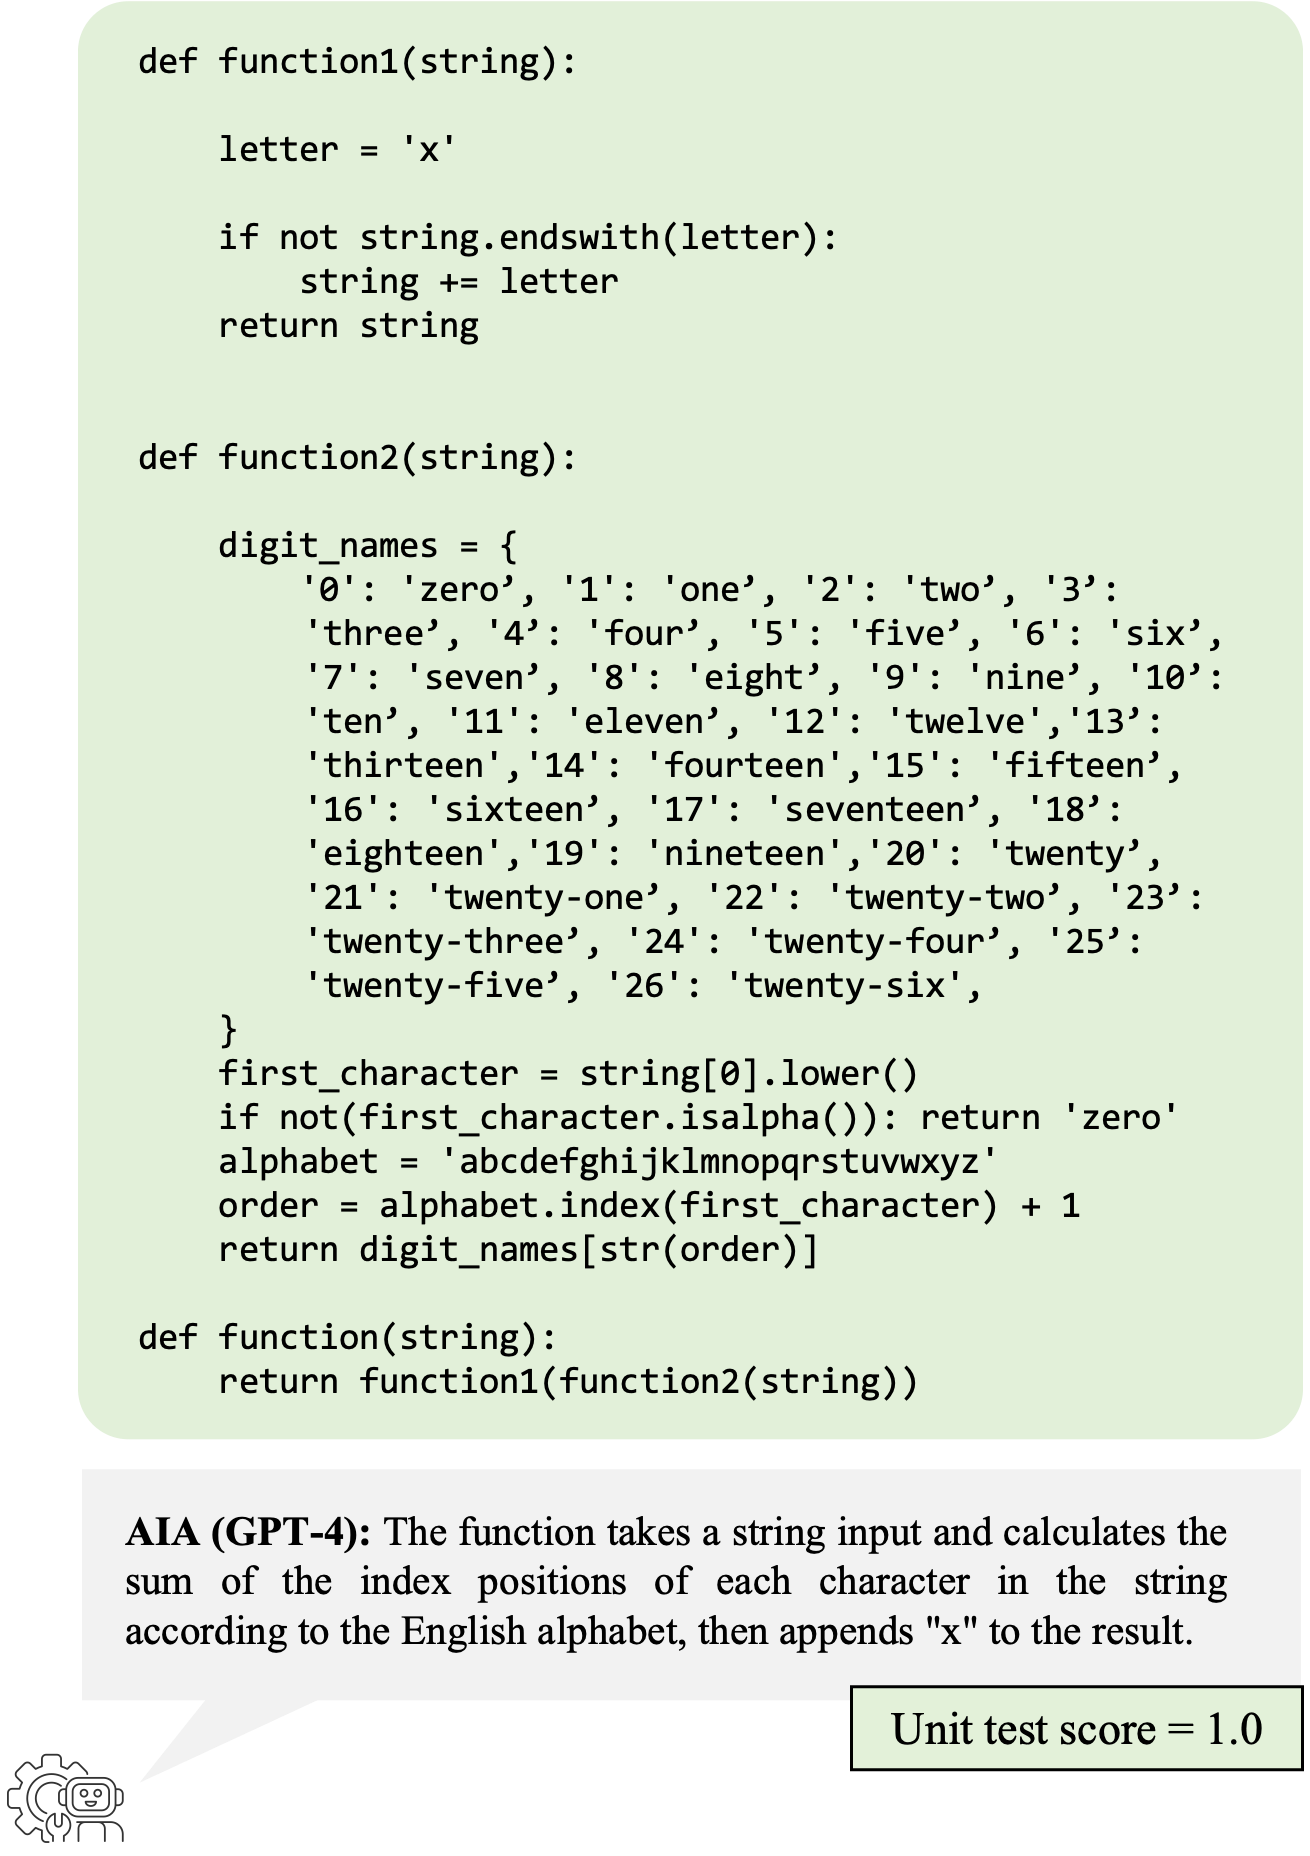 def function1(string):
letter = 'x'
if not string.endswith(letter):
string += letter
return string
def function2(string):
digit_names = {
'0': 'zero’, '1': 'one’, '2': 'two’, '3’:
'three’, '4’: 'four’, '5': 'five’, '6': 'six’,
'7': 'seven’, '8': 'eight’, '9': 'nine’, '10’:
'ten’, '11': 'eleven’, '12': 'twelve','13’:
'thirteen','14': 'fourteen','15': 'fifteen’,
'16': 'sixteen’, '17': 'seventeen’, '18’:
'eighteen','19': 'nineteen','20': 'twenty’,
'21': 'twenty-one’, '22': 'twenty-two’, '23’:
'twenty-three’, '24': 'twenty-four’, '25’:
'twenty-five’, '26': 'twenty-six',
}
first_character = string[0].lower()
if not(first_character.isalpha()): return 'zero'
alphabet = 'abcdefghijklmnopqrstuvwxyz'
order = alphabet.index(first_character) + 1
return digit_names[str(order)]
def function(string):
return function1(function2(string))
AIA (GPT-4): The function takes a string input and calculates the
sum of the index positions of each character in the string
according to the English alphabet, then appends "x" to the result.
Unit test score = 1.0